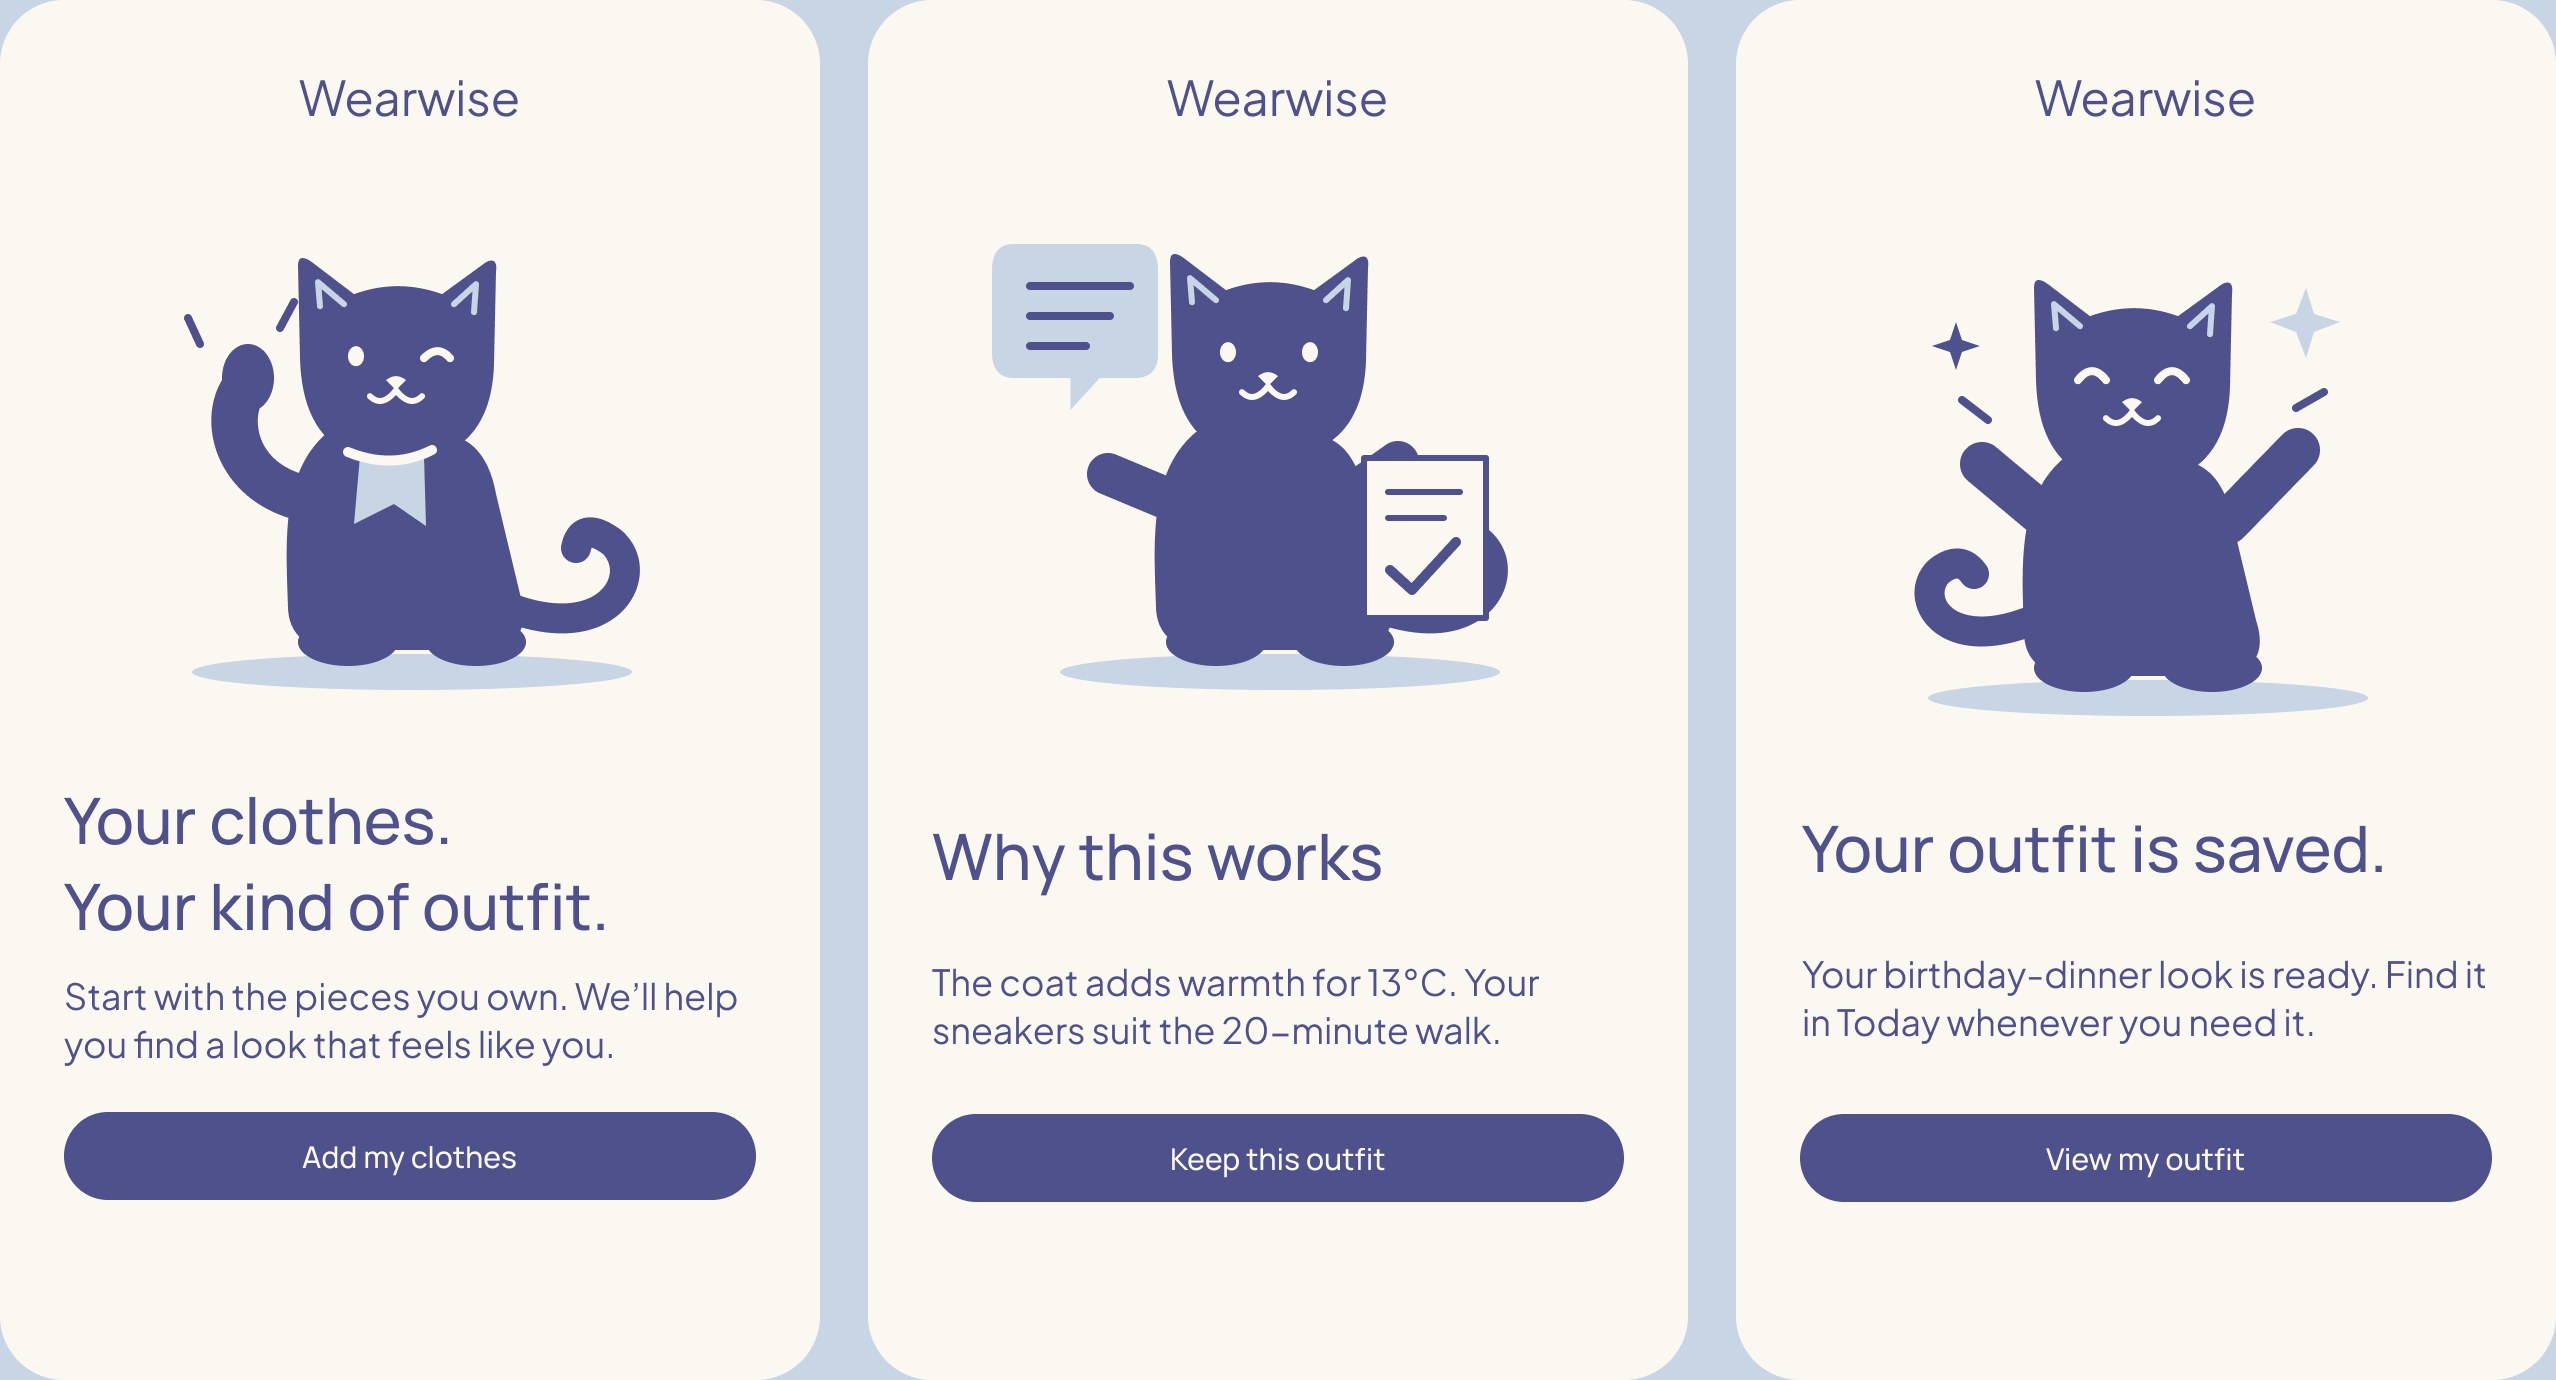 Wearwise
Your clothes.
Your kind of outfit.
Start with the pieces you own. We’ll help
you find a look that feels like you.
Add my clothes
Wearwise
Why this works
The coat adds warmth for 13°C. Your
sneakers suit the 20–minute walk.
Keep this outfit
Wearwise
Your outfit is saved.
Your birthday-dinner look is ready. Find it
in Today whenever you need it.
View my outfit